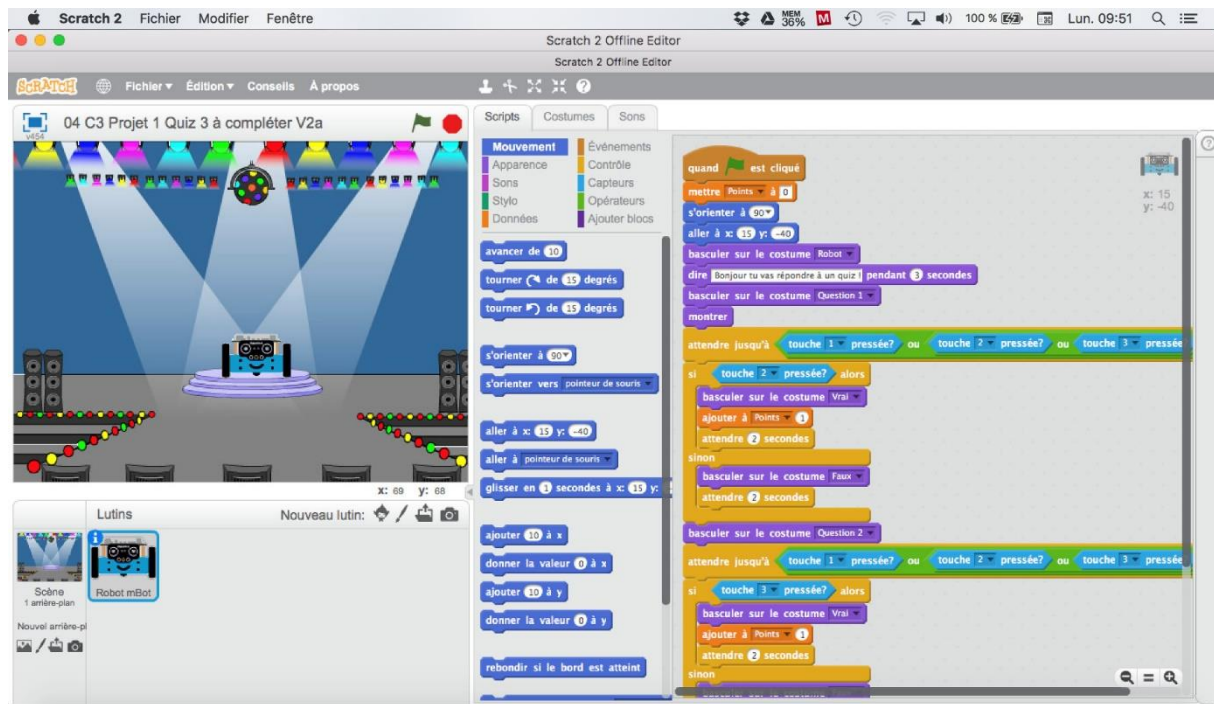 Scratch 2 Fichier Modifier Fenêtre MEM 36% 100 % Lun. 09:51
Scratch 2 Offline Editor
Scratch 2 Offline Editor
SCRATCH Fichier Édition Conseils À propos
v454
04 C3 Projet 1 Quiz 3 à compléter V2a
x: 69 y: 68
Lutins Nouveau lutin:
Scène
1 arrière-plan
Nouvel arrière-pl
Robot mBot
Scripts Costumes Sons
Mouvement Événements
Apparence Contrôle
Sons Capteurs
Stylo Opérateurs
Données Ajouter blocs
avancer de 10
tourner de 15 degrés
tourner de 15 degrés
s'orienter à 90
s'orienter vers pointeur de souris
aller à x: 15 y: -40
aller à pointeur de souris
glisser en 1 secondes à x: 15 y:
ajouter 10 à x
donner la valeur 0 à x
ajouter 10 à y
donner la valeur 0 à y
rebondir si le bord est atteint
x: 15
y: -40
quand est cliqué
mettre Points à 0
s'orienter à 90
aller à x: 15 y: -40
basculer sur le costume Robot
dire Bonjour tu vas répondre à un quiz ! pendant 3 secondes
basculer sur le costume Question 1
montrer
attendre jusqu'à touche 1 pressée? ou touche 2 pressée? ou touche 3 pressée
si touche 2 pressée? alors
basculer sur le costume Vrai
ajouter à Points 1
attendre 2 secondes
sinon
basculer sur le costume Faux
attendre 2 secondes
basculer sur le costume Question 2
attendre jusqu'à touche 1 pressée? ou touche 2 pressée? ou touche 3 pressée
si touche 3 pressée? alors
basculer sur le costume Vrai
ajouter à Points 1
attendre 2 secondes
sinon